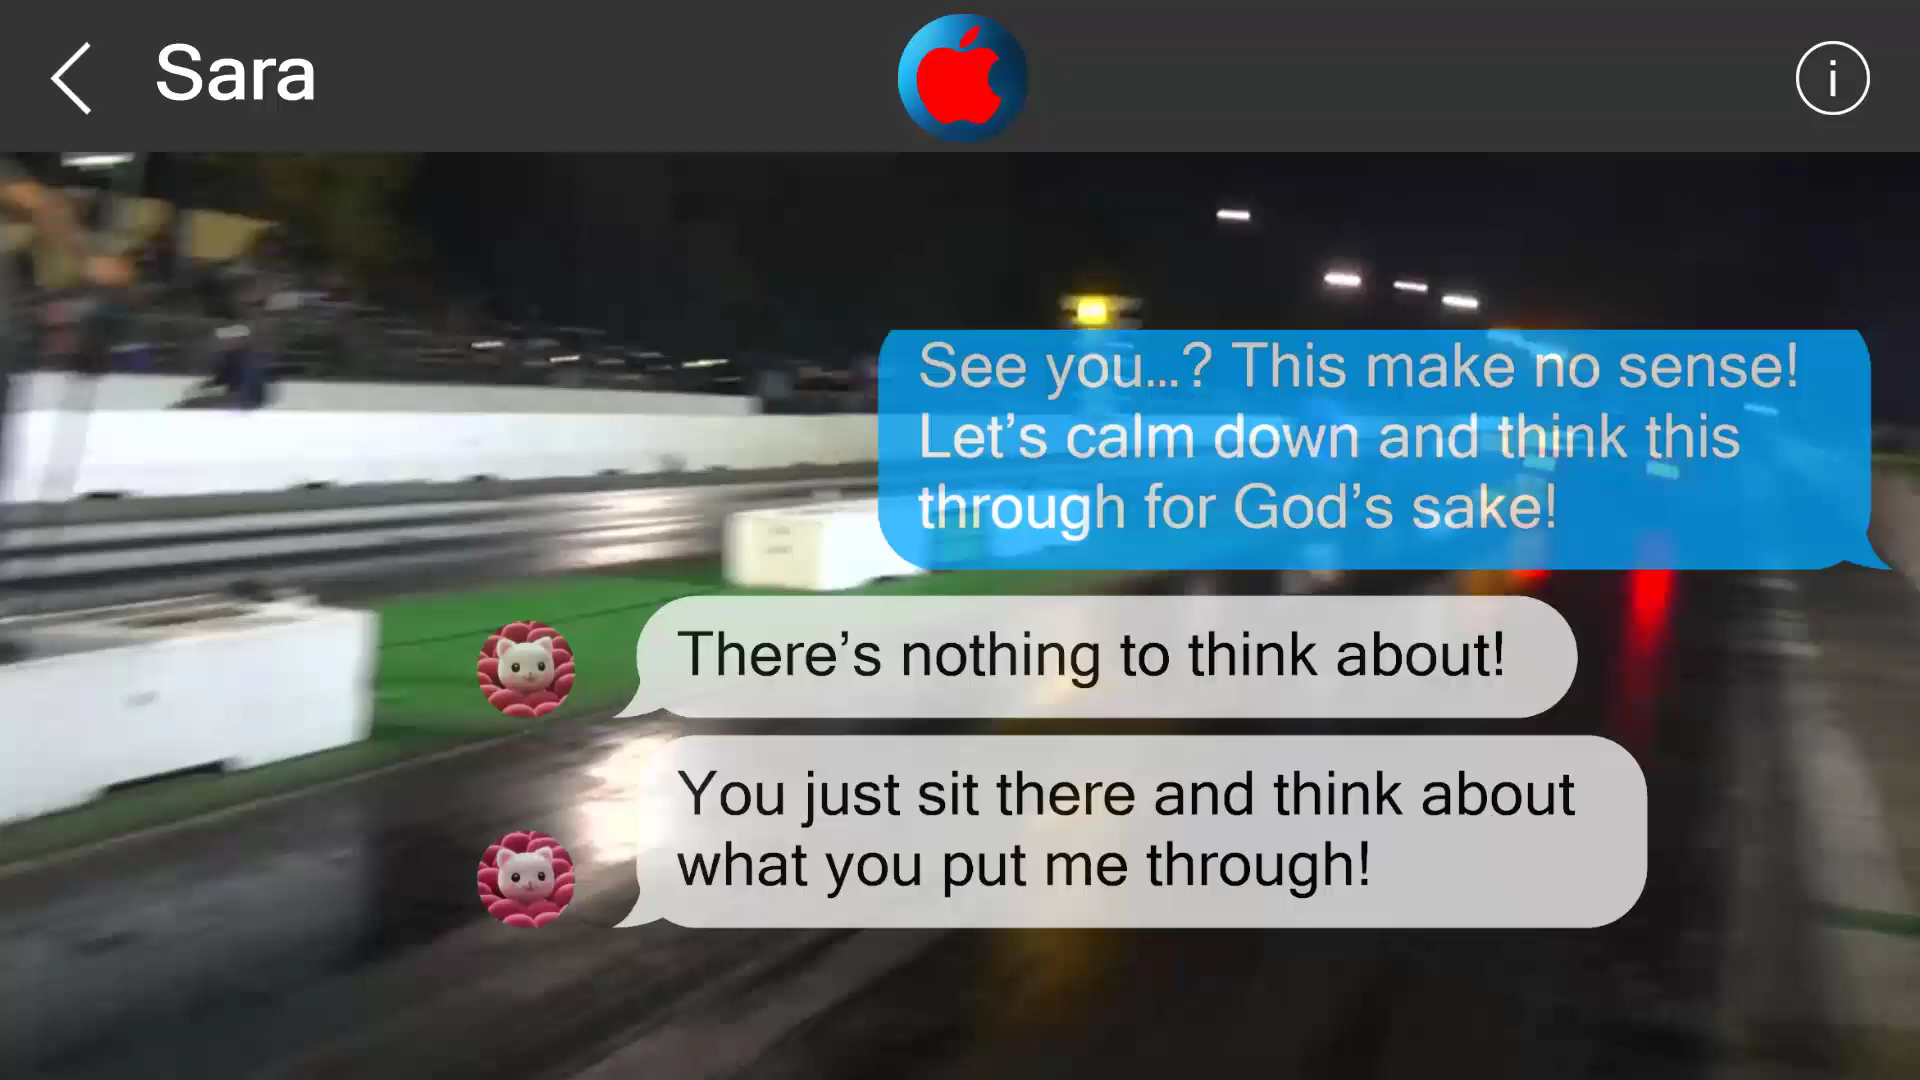 Sara
i
See you...? This make no sense!
Let’s calm down and think this
through for God’s sake!
There’s nothing to think about!
You just sit there and think about
what you put me through!